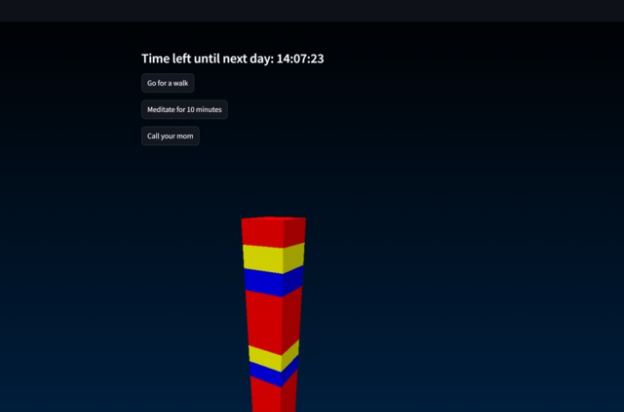 Time left until next day: 14:07:23
Go for a walk
Meditate for 10 minutes
Call your mom